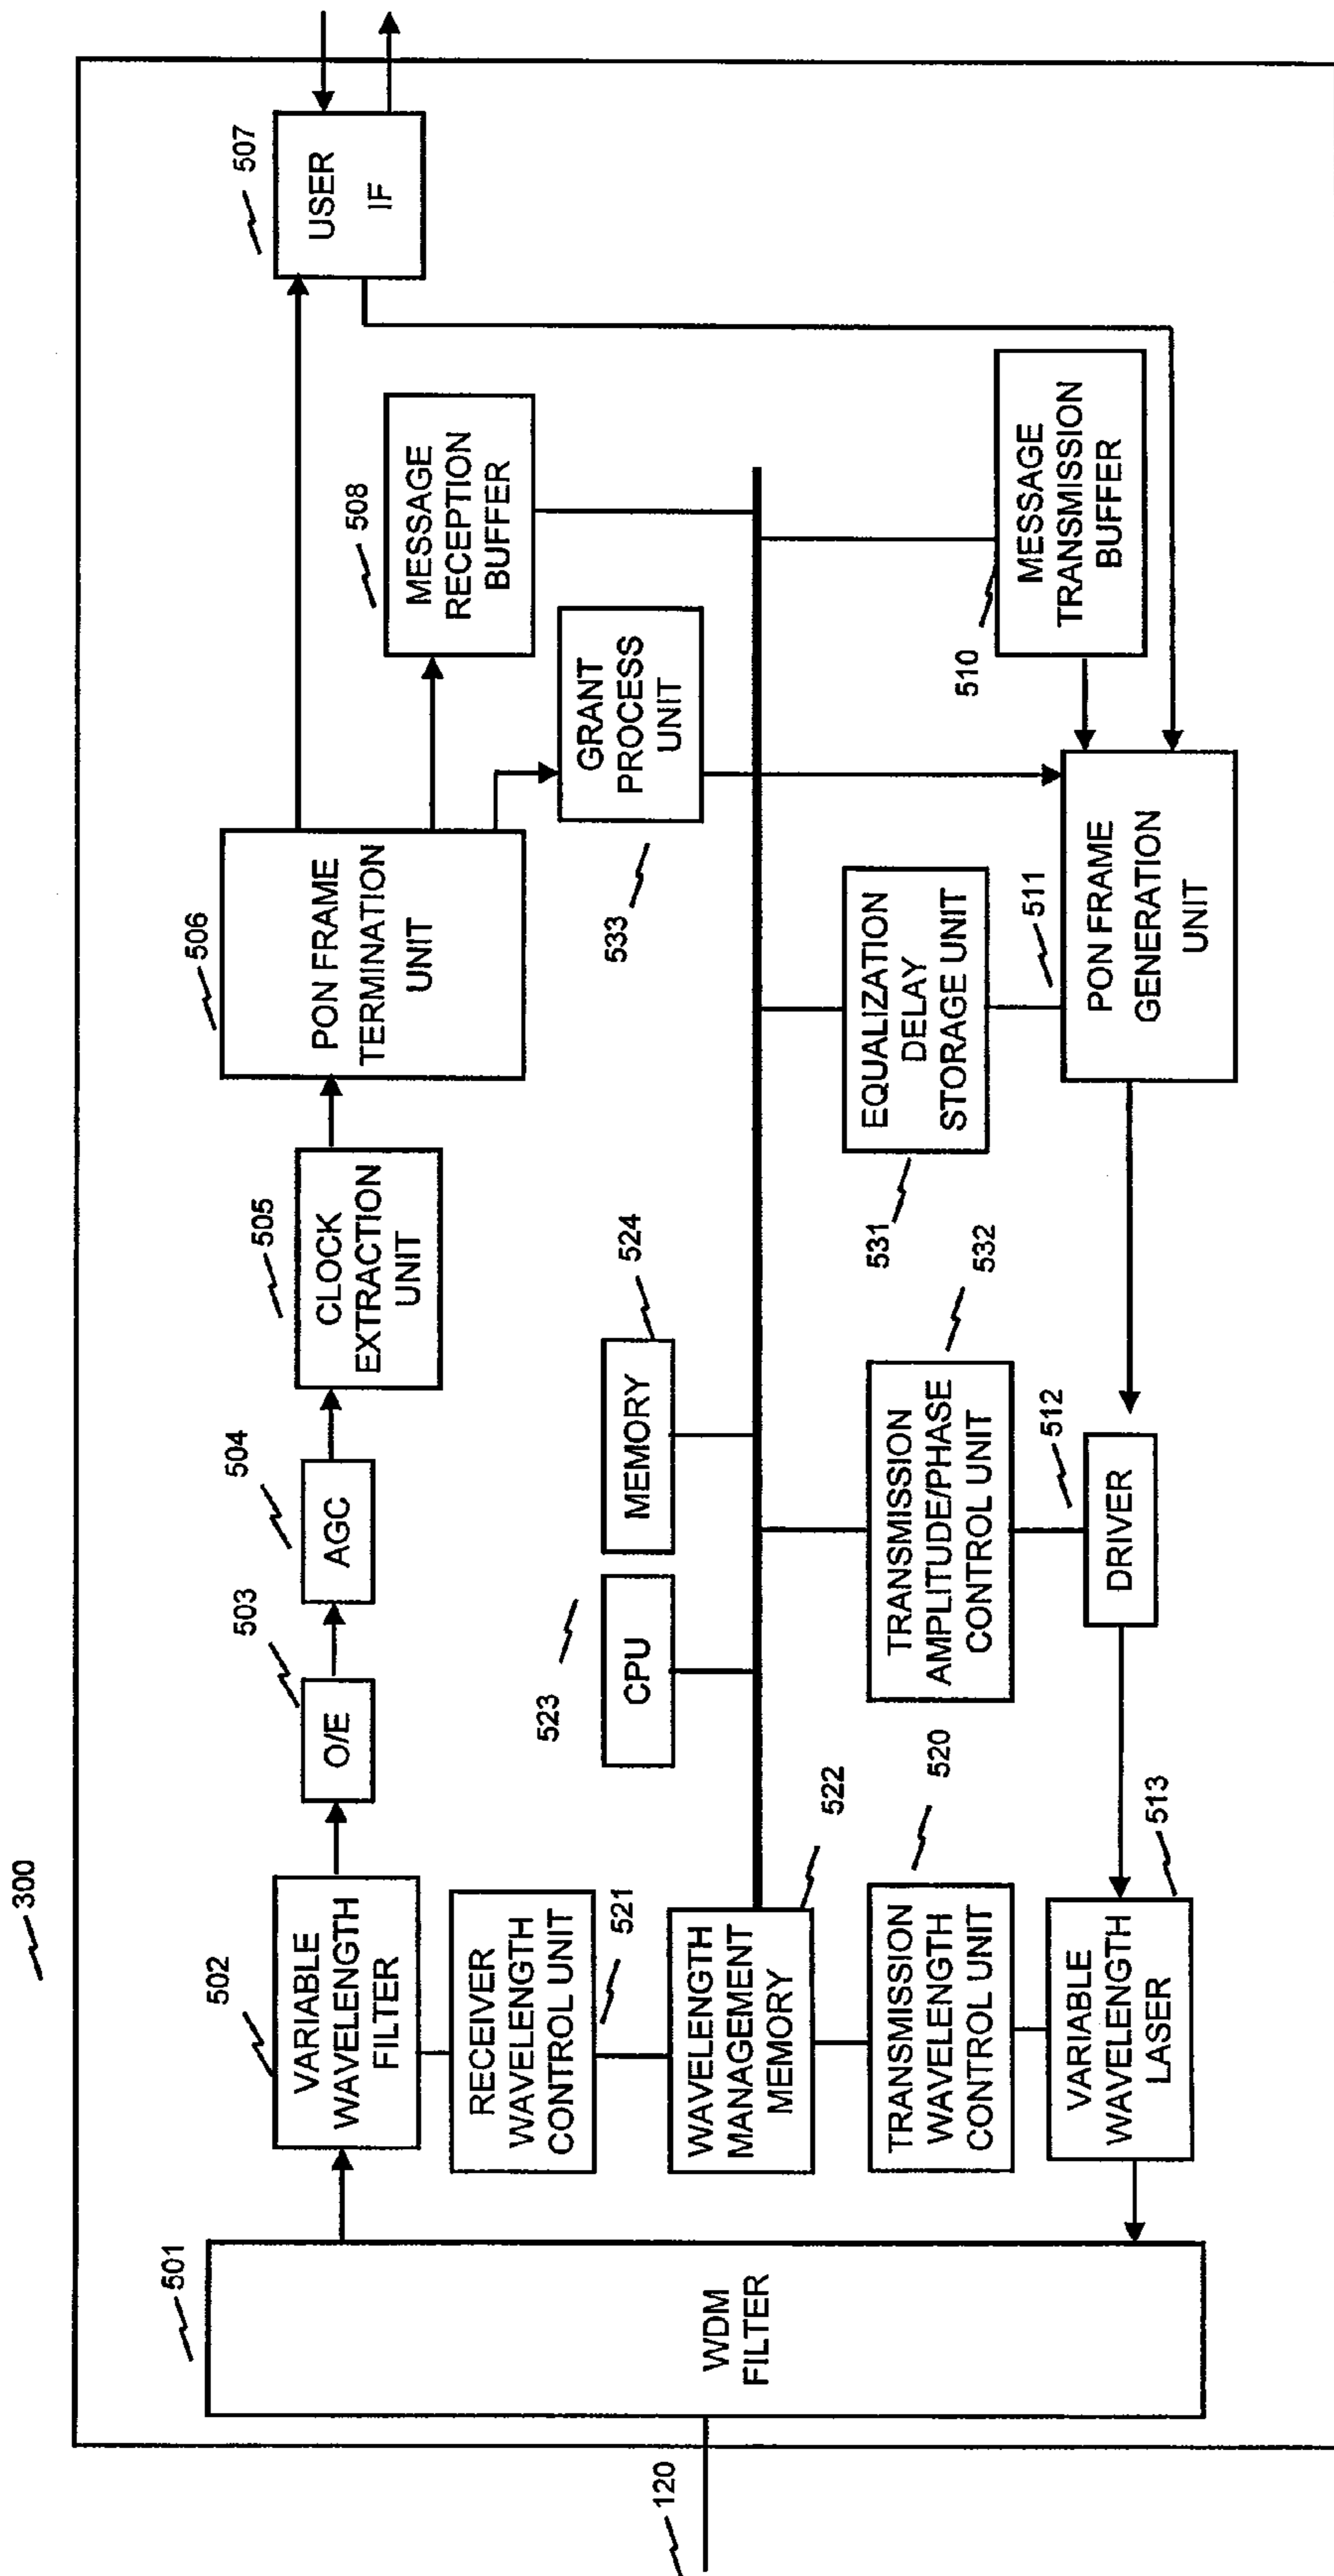 300
120
501
WDM
FILTER
502
VARIABLE
WAVELENGTH
FILTER
503
O/E
504
AGC
505
CLOCK
EXTRACTION
UNIT
506
PON FRAME
TERMINATION
UNIT
507
USER
IF
RECEIVER
WAVELENGTH
CONTROL UNIT
521
508
MESSAGE
RECEPTION
BUFFER
GRANT
PROCESS
UNIT
533
523
CPU
MEMORY
524
WAVELENGTH
MANAGEMENT
MEMORY
522
TRANSMISSION
WAVELENGTH
CONTROL UNIT
520
TRANSMISSION
AMPLITUDE/PHASE
CONTROL UNIT
532
531
EQUALIZATION
DELAY
STORAGE UNIT
510
MESSAGE
TRANSMISSION
BUFFER
VARIABLE
WAVELENGTH
LASER
513
DRIVER
512
511
PON FRAME
GENERATION
UNIT